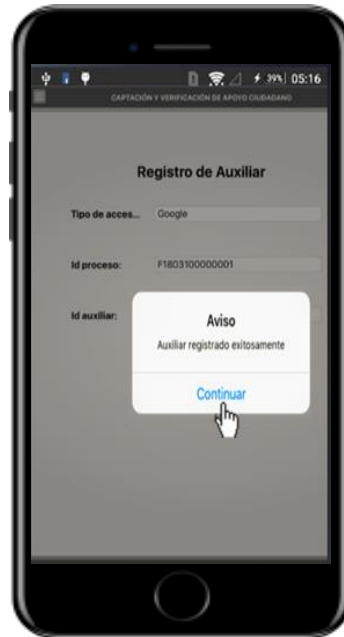 39% 05:16
CAPTACIÓN Y VERIFICACIÓN DE APOYO CIUDADANO
Registro de Auxiliar
Tipo de acces... Google
Id proceso: F1803100000001
Id auxiliar:
Aviso
Auxiliar registrado exitosamente
Continuar